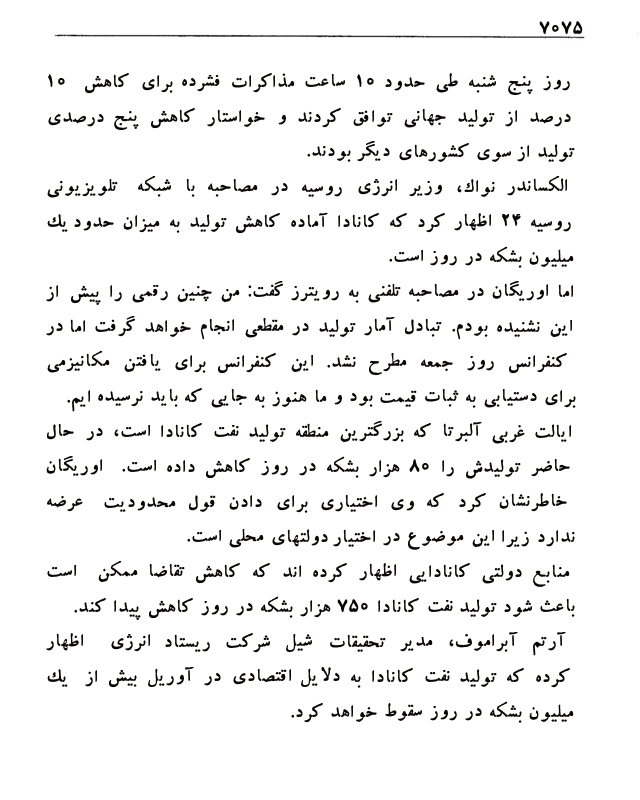 ۷۰۷۵
روز پنج شنبه طی حدود ۱۰ ساعت مذاکرات فشرده برای کاهش ۱۰
درصد از تولید جهانی توافق کردند و خواستار کاهش پنج درصدی
تولید از سوی کشورهای دیگر بودند.
الکساندر نواك، وزیر انرژی روسیه در مصاحبه با شبکه تلویزیونی
روسیه ۲۴ اظهار کرد که کانادا آماده کاهش تولید به میزان حدود يك
میلیون بشکه در روز است.
اما اوریگان در مصاحبه تلفنی به رویترز گفت: من چنین رقمی را پیش از
این نشنیده بودم. تبادل آمار تولید در مقطعی انجام خواهد گرفت اما در
کنفرانس روز جمعه مطرح نشد. این کنفرانس برای یافتن مکانیزمی
برای دستیابی به ثبات قیمت بود و ما هنوز به جایی که باید نرسیده ایم.
ایالت غربی آلبرتا که بزرگترین منطقه تولید نفت کانادا است، در حال
حاضر تولیدش را ۸۰ هزار بشکه در روز کاهش داده است. اوریگان
خاطرنشان کرد که وی اختیاری برای دادن قول محدودیت عرضه
ندارد زیرا این موضوع در اختیار دولتهای محلی است.
منابع دولتی کانادایی اظهار کرده اند که کاهش تقاضا ممکن است
باعث شود تولید نفت کانادا ۷۵۰ هزار بشکه در روز کاهش پیدا کند.
آرتم آبراموف، مدیر تحقیقات شیل شرکت ریستاد انرژی اظهار
کرده که تولید نفت کانادا به دلایل اقتصادی در آوریل بیش از يك
میلیون بشکه در روز سقوط خواهد کرد.